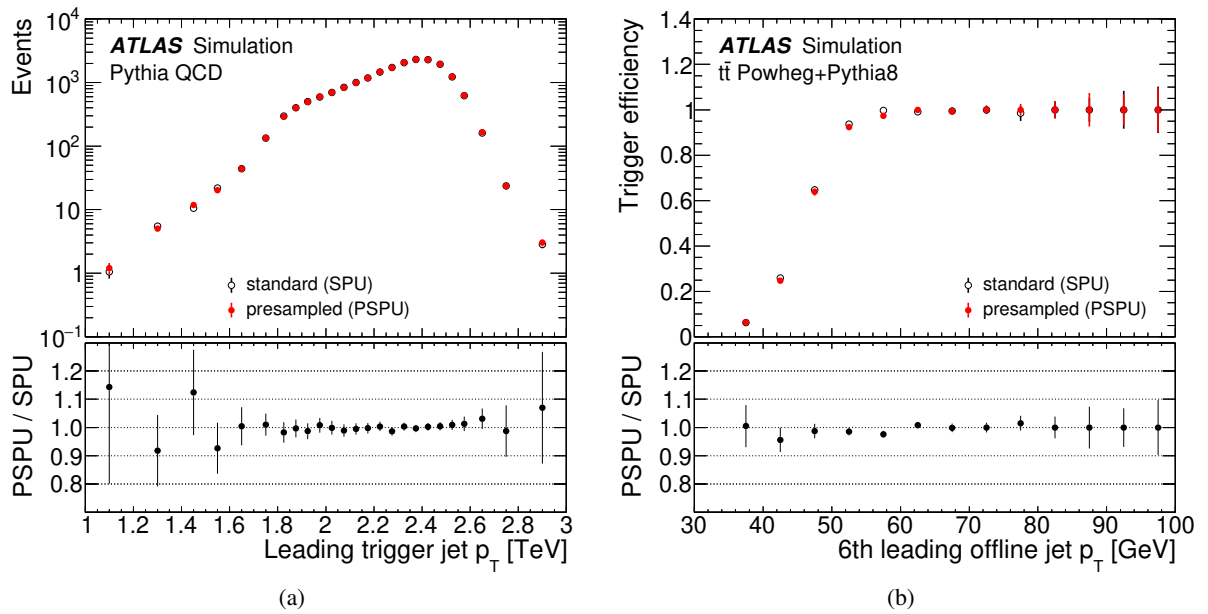 Events
10⁴
10³
10²
10
1
10⁻¹
ATLAS Simulation
Pythia QCD
standard (SPU)
presampled (PSPU)
PSPU / SPU
1.2
1.1
1.0
0.9
0.8
1 1.2 1.4 1.6 1.8 2 2.2 2.4 2.6 2.8 3
Leading trigger jet p_T [TeV]
(a)
Trigger efficiency
1.4
1.2
1
0.8
0.6
0.4
0.2
0
ATLAS Simulation
tt̄ Powheg+Pythia8
standard (SPU)
presampled (PSPU)
PSPU / SPU
1.2
1.1
1.0
0.9
0.8
30 40 50 60 70 80 90 100
6th leading offline jet p_T [GeV]
(b)